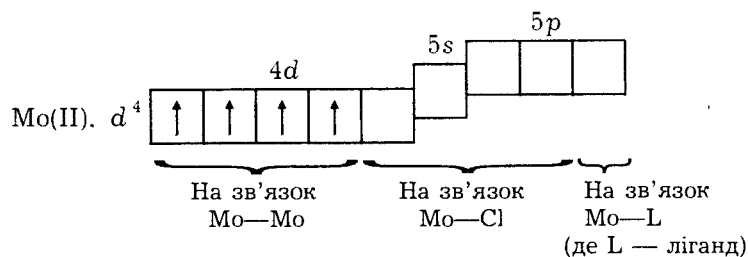 5s 5p
4d
Mo(II). d⁴
На зв'язок На зв'язок На зв'язок
Mo—Mo Mo—Cl Mo—L
(де L — ліганд)